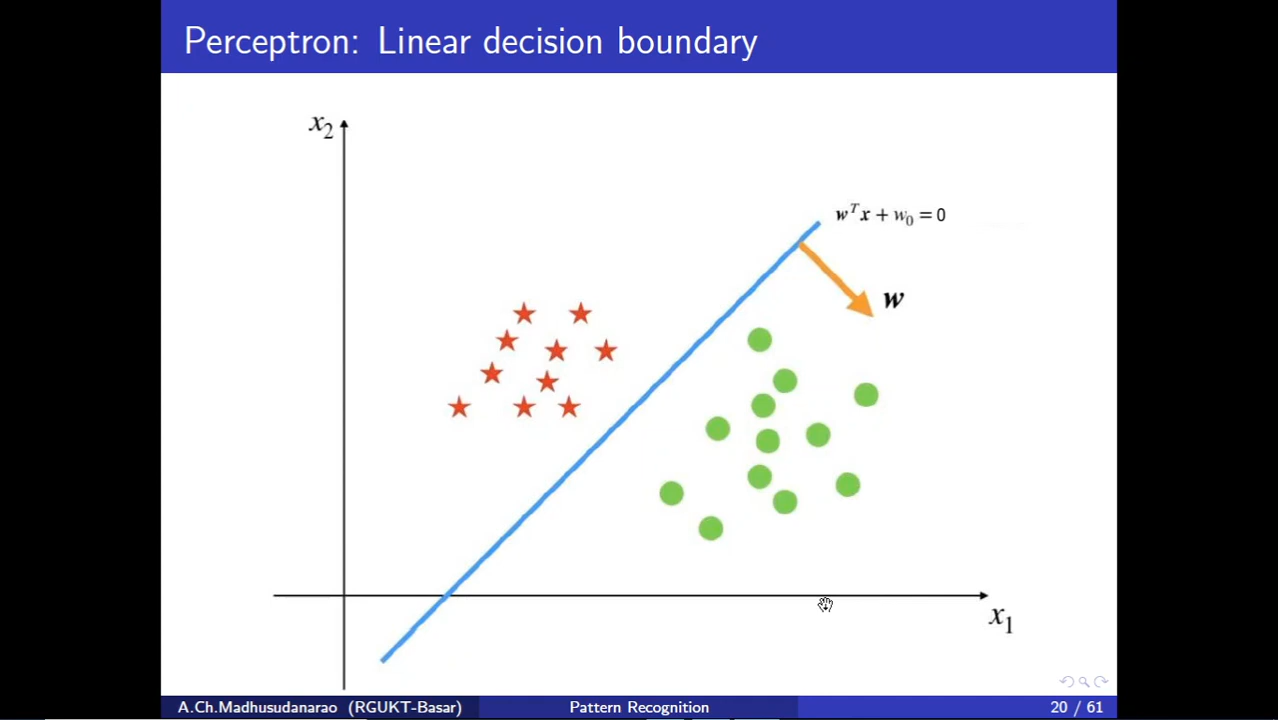 Perceptron: Linear decision boundary
x₂
wᵀx + w₀ = 0
w
x₁
A.Ch.Madhusudanarao (RGUKT-Basar) Pattern Recognition 20 / 61